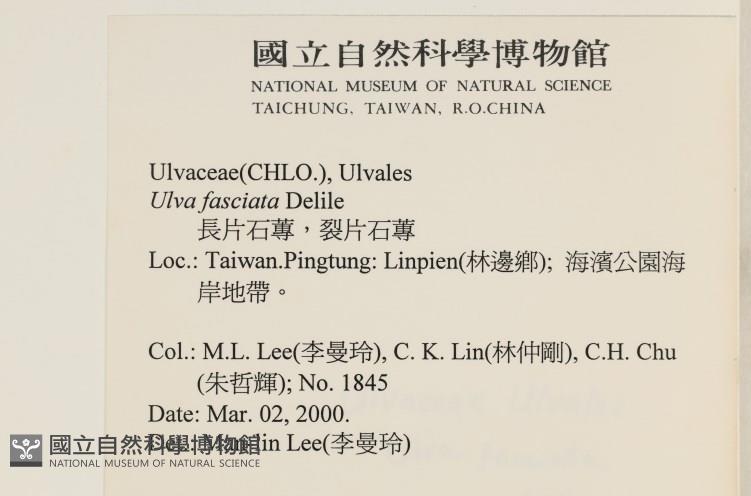 國立自然科學博物館
NATIONAL MUSEUM OF NATURAL SCIENCE
TAICHUNG, TAIWAN, R.O.CHINA
Ulvaceae(CHLO.), Ulvales
Ulva fasciata Delile
長片石蓴，裂片石蓴
Loc.: Taiwan.Pingtung: Linpien(林邊鄉); 海濱公園海
岸地帶。
Col.: M.L. Lee(李曼玲), C. K. Lin(林仲剛), C.H. Chu
(朱哲輝); No. 1845
Date: Mar. 02, 2000.
Lee(李曼玲)
國立自然科學博物館
NATIONAL MUSEUM OF NATURAL SCIENCE